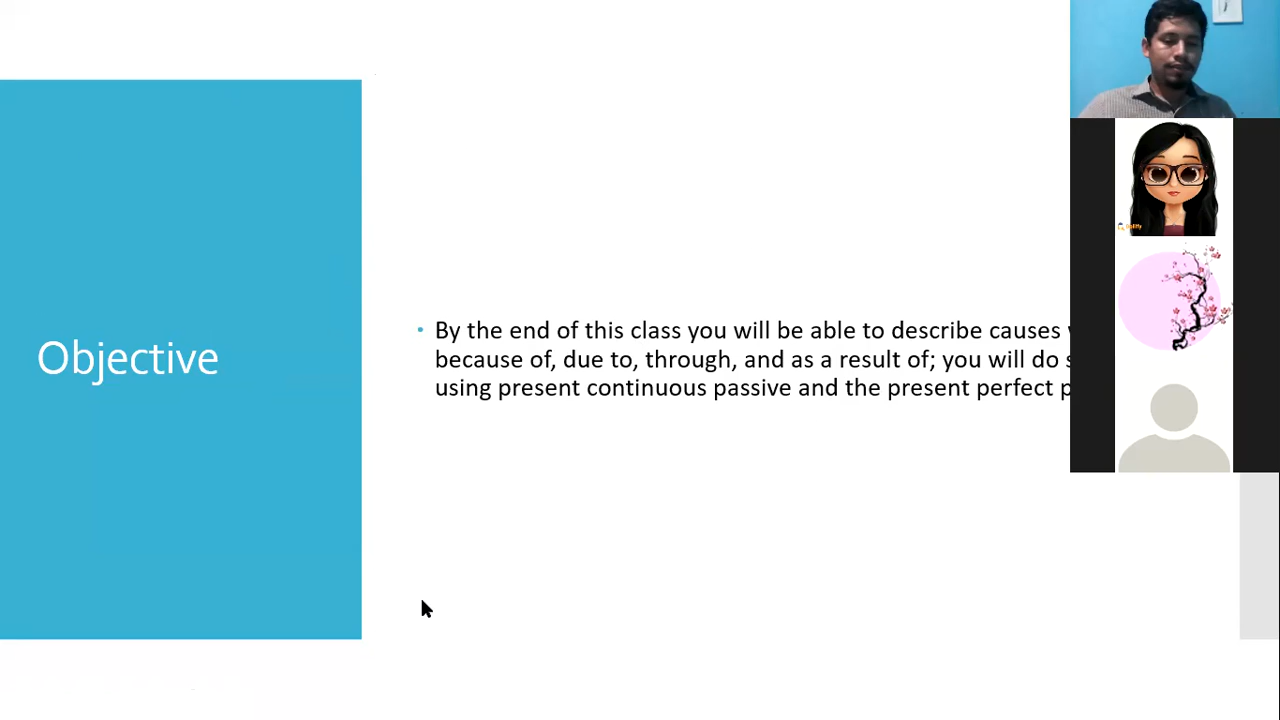 Objective
• By the end of this class you will be able to describe causes
because of, due to, through, and as a result of; you will do
using present continuous passive and the present perfect